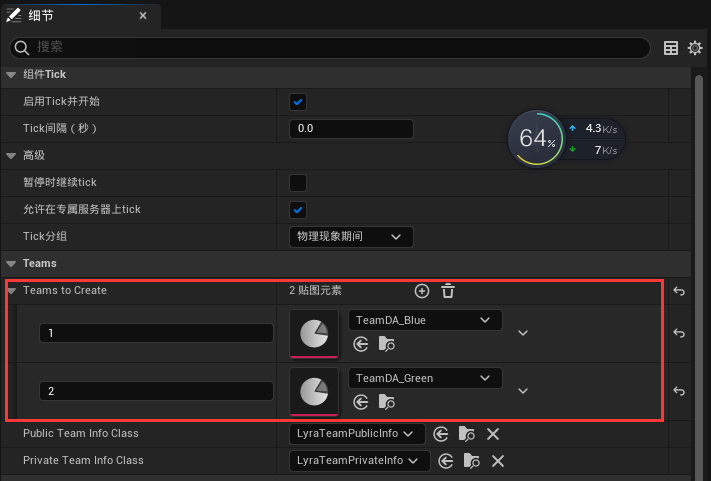 细节
搜索
组件Tick
启用Tick并开始
Tick间隔（秒） 0.0
64% 4.3K/s
7K/s
高级
暂停时继续tick
允许在专属服务器上tick
Tick分组 物理现象期间
Teams
Teams to Create 2 贴图元素
1 TeamDA_Blue
2 TeamDA_Green
Public Team Info Class LyraTeamPublicInfo
Private Team Info Class LyraTeamPrivateInfo